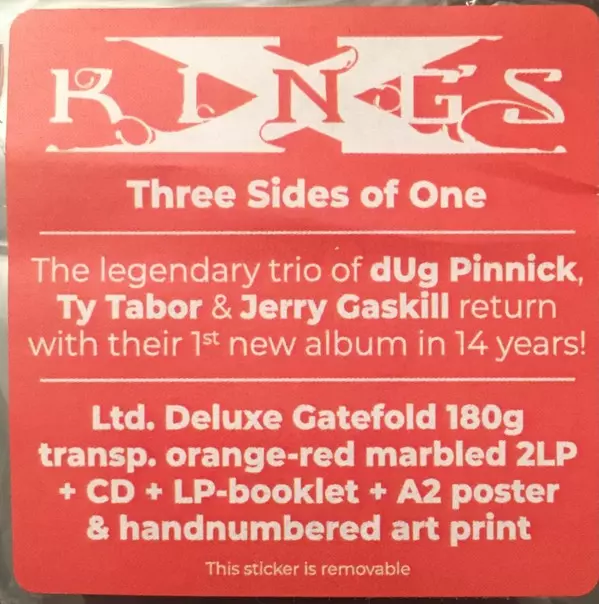 KING'S X
Three Sides of One
The legendary trio of dUg Pinnick,
Ty Tabor & Jerry Gaskill return
with their 1st new album in 14 years!
Ltd. Deluxe Gatefold 180g
transp. orange-red marbled 2LP
+ CD + LP-booklet + A2 poster
& handnumbered art print
This sticker is removable